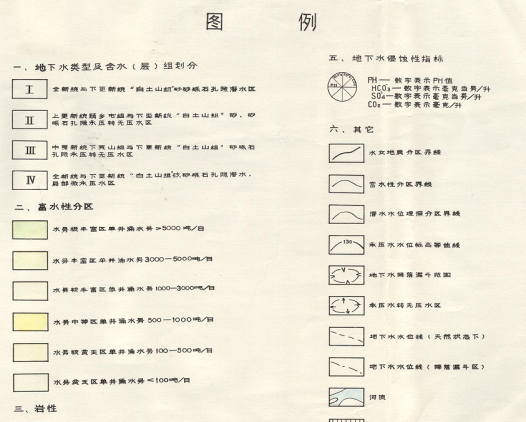 图 例
一、地下水类型及含水（层）组划分
Ⅰ 全新统与下更新统“白土山组”砂砂砾石孔隙潜水区
Ⅱ 上更新统顾乡屯组与下更新统“白土山组”砂、砂
砾石孔隙承压转无压水区
Ⅲ 中更新统下荒山组与下更新统“白土山组”砂砾石
孔隙承压水区
Ⅳ 全新统与下更新统“白土山组”砂砂砾石孔隙潜水，
局部微承压水区
二、富水性分区
水量极丰富区单井涌水量>5000吨/日
水量丰富区单井涌水量3000—5000吨/日
水量较丰富区单井涌水量1000—3000吨/日
水量中等区单井涌水量500—1000吨/日
水量较贫乏区单井涌水量100—500吨/日
水量贫乏区单井涌水量<100吨/日
三、岩性
五、地下水侵蚀性指标
PH—数字表示PH值
HCO₃—数字表示毫克当量/升
SO₄—数字表示毫克/升
CO₂—数字表示毫克/升
六、其它
水文地质分区界线
富水性分区界线
潜水水位埋深分区界线
130 承压水水位标高等值线
地下水降落漏斗范围
承压水转无压水区
地下水水位线（天然状态下）
地下水水位线（降落漏斗区）
河流